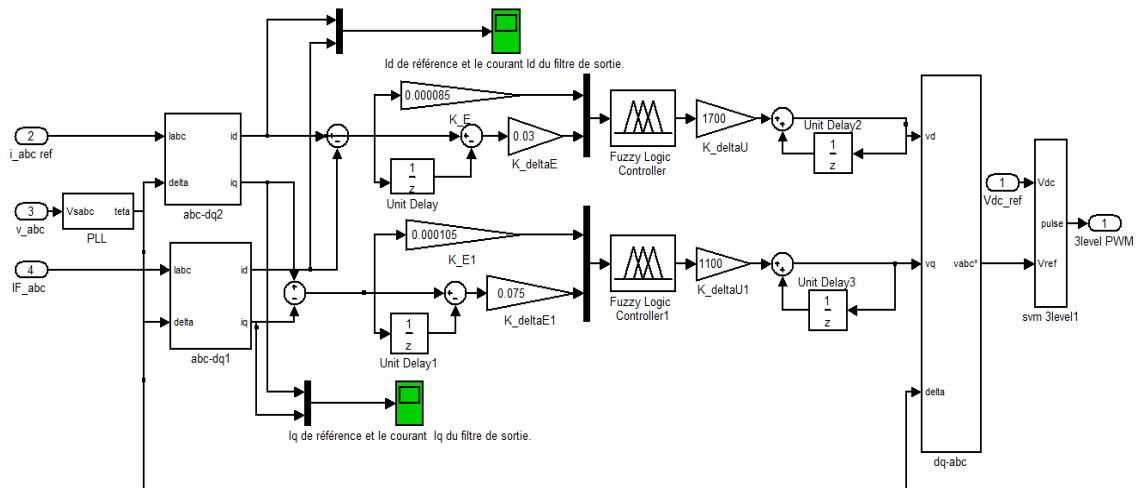 Id de référence et le courant Id du filtre de sortie.
0.000085
K_E
2
i_abc ref
Iabc
id
delta
iq
abc-dq2
0.03
K_deltaE
1
z
Unit Delay
Fuzzy Logic
Controller
1700
K_deltaU
Unit Delay2
1
z
vd
3
v_abc
Vsabc
teta
PLL
1
Vdc_ref
Vdc
pulse
1
3level PWM
Vref
svm 3level1
4
IF_abc
Iabc
id
delta
iq
abc-dq1
0.000105
K_E1
0.075
K_deltaE1
1
z
Unit Delay1
Fuzzy Logic
Controller1
1100
K_deltaU1
Unit Delay3
1
z
vq
vabc*
delta
dq-abc
Iq de référence et le courant Iq du filtre de sortie.